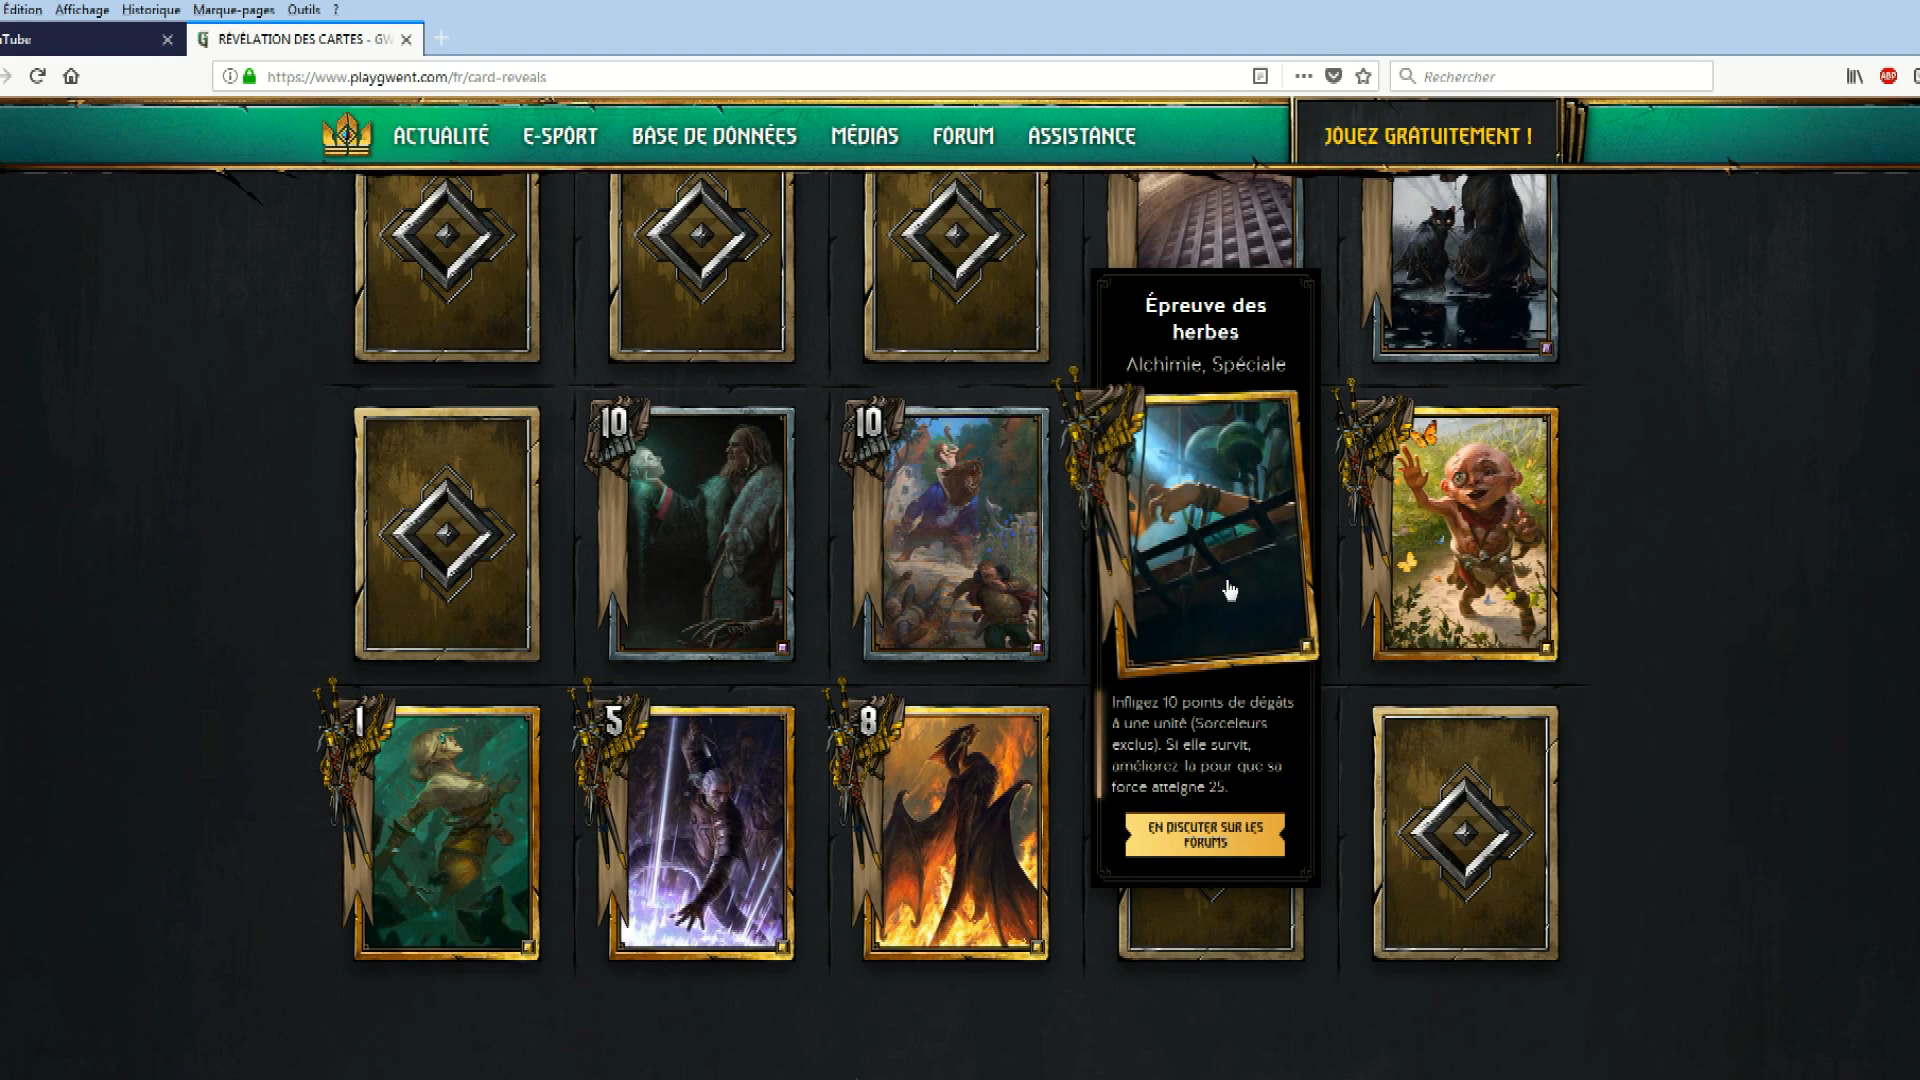 Édition Affichage Historique Marque-pages Outils ?
Tube
RÉVÉLATION DES CARTES - GW
https://www.playgwent.com/fr/card-reveals
Rechercher
ABP
ACTUALITÉ E-SPORT BASE DE DONNÉES MÉDIAS FORUM ASSISTANCE
JOUEZ GRATUITEMENT !
Épreuve des
herbes
Alchimie, Spéciale
10
10
Infligez 10 points de dégâts
à une unité (Sorceleurs
exclus). Si elle survit,
améliorez-la pour que sa
force atteigne 25.
1
5
8
EN DISCUTER SUR LES
FORUMS